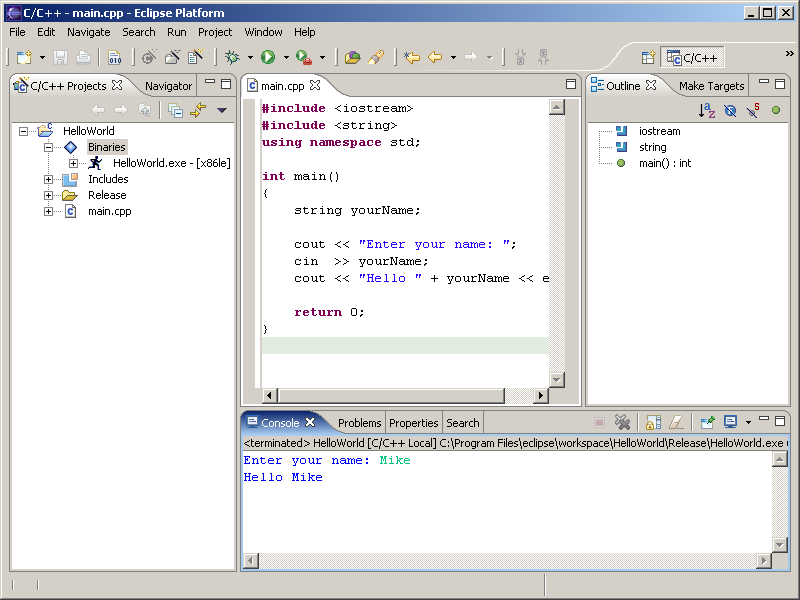 C/C++ - main.cpp - Eclipse Platform
File Edit Navigate Search Run Project Window Help
010
C/C++
C/C++ Projects Navigator
HelloWorld
Binaries
HelloWorld.exe - [x86le]
Includes
Release
main.cpp
main.cpp
#include <iostream>
#include <string>
using namespace std;
int main()
{
string yourName;
cout << "Enter your name: ";
cin >> yourName;
cout << "Hello " + yourName << e
return 0;
}
Outline Make Targets
iostream
string
main() : int
Console Problems Properties Search
<terminated> HelloWorld [C/C++ Local] C:\Program Files\eclipse\workspace\HelloWorld\Release\HelloWorld.exe
Enter your name: Mike
Hello Mike